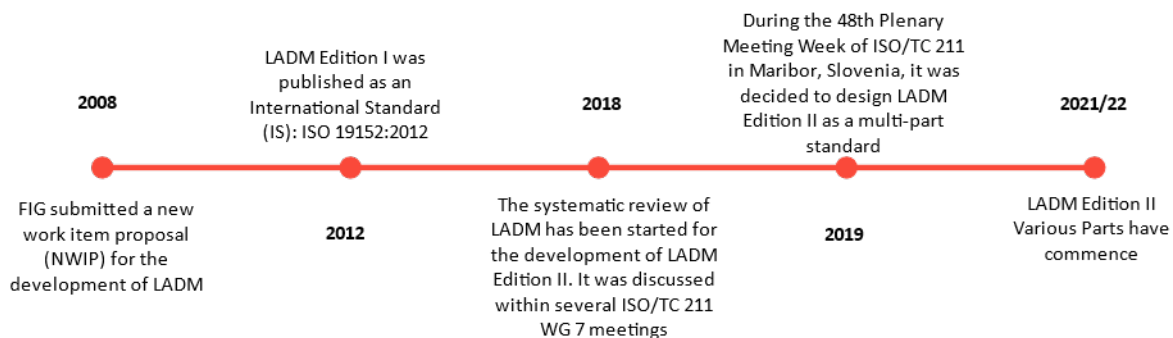 2008
FIG submitted a new
work item proposal
(NWIP) for the
development of LADM
LADM Edition I was
published as an
International Standard
(IS): ISO 19152:2012
2012
2018
The systematic review of
LADM has been started for
the development of LADM
Edition II. It was discussed
within several ISO/TC 211
WG 7 meetings
During the 48th Plenary
Meeting Week of ISO/TC 211
in Maribor, Slovenia, it was
decided to design LADM
Edition II as a multi-part
standard
2019
2021/22
LADM Edition II
Various Parts have
commence